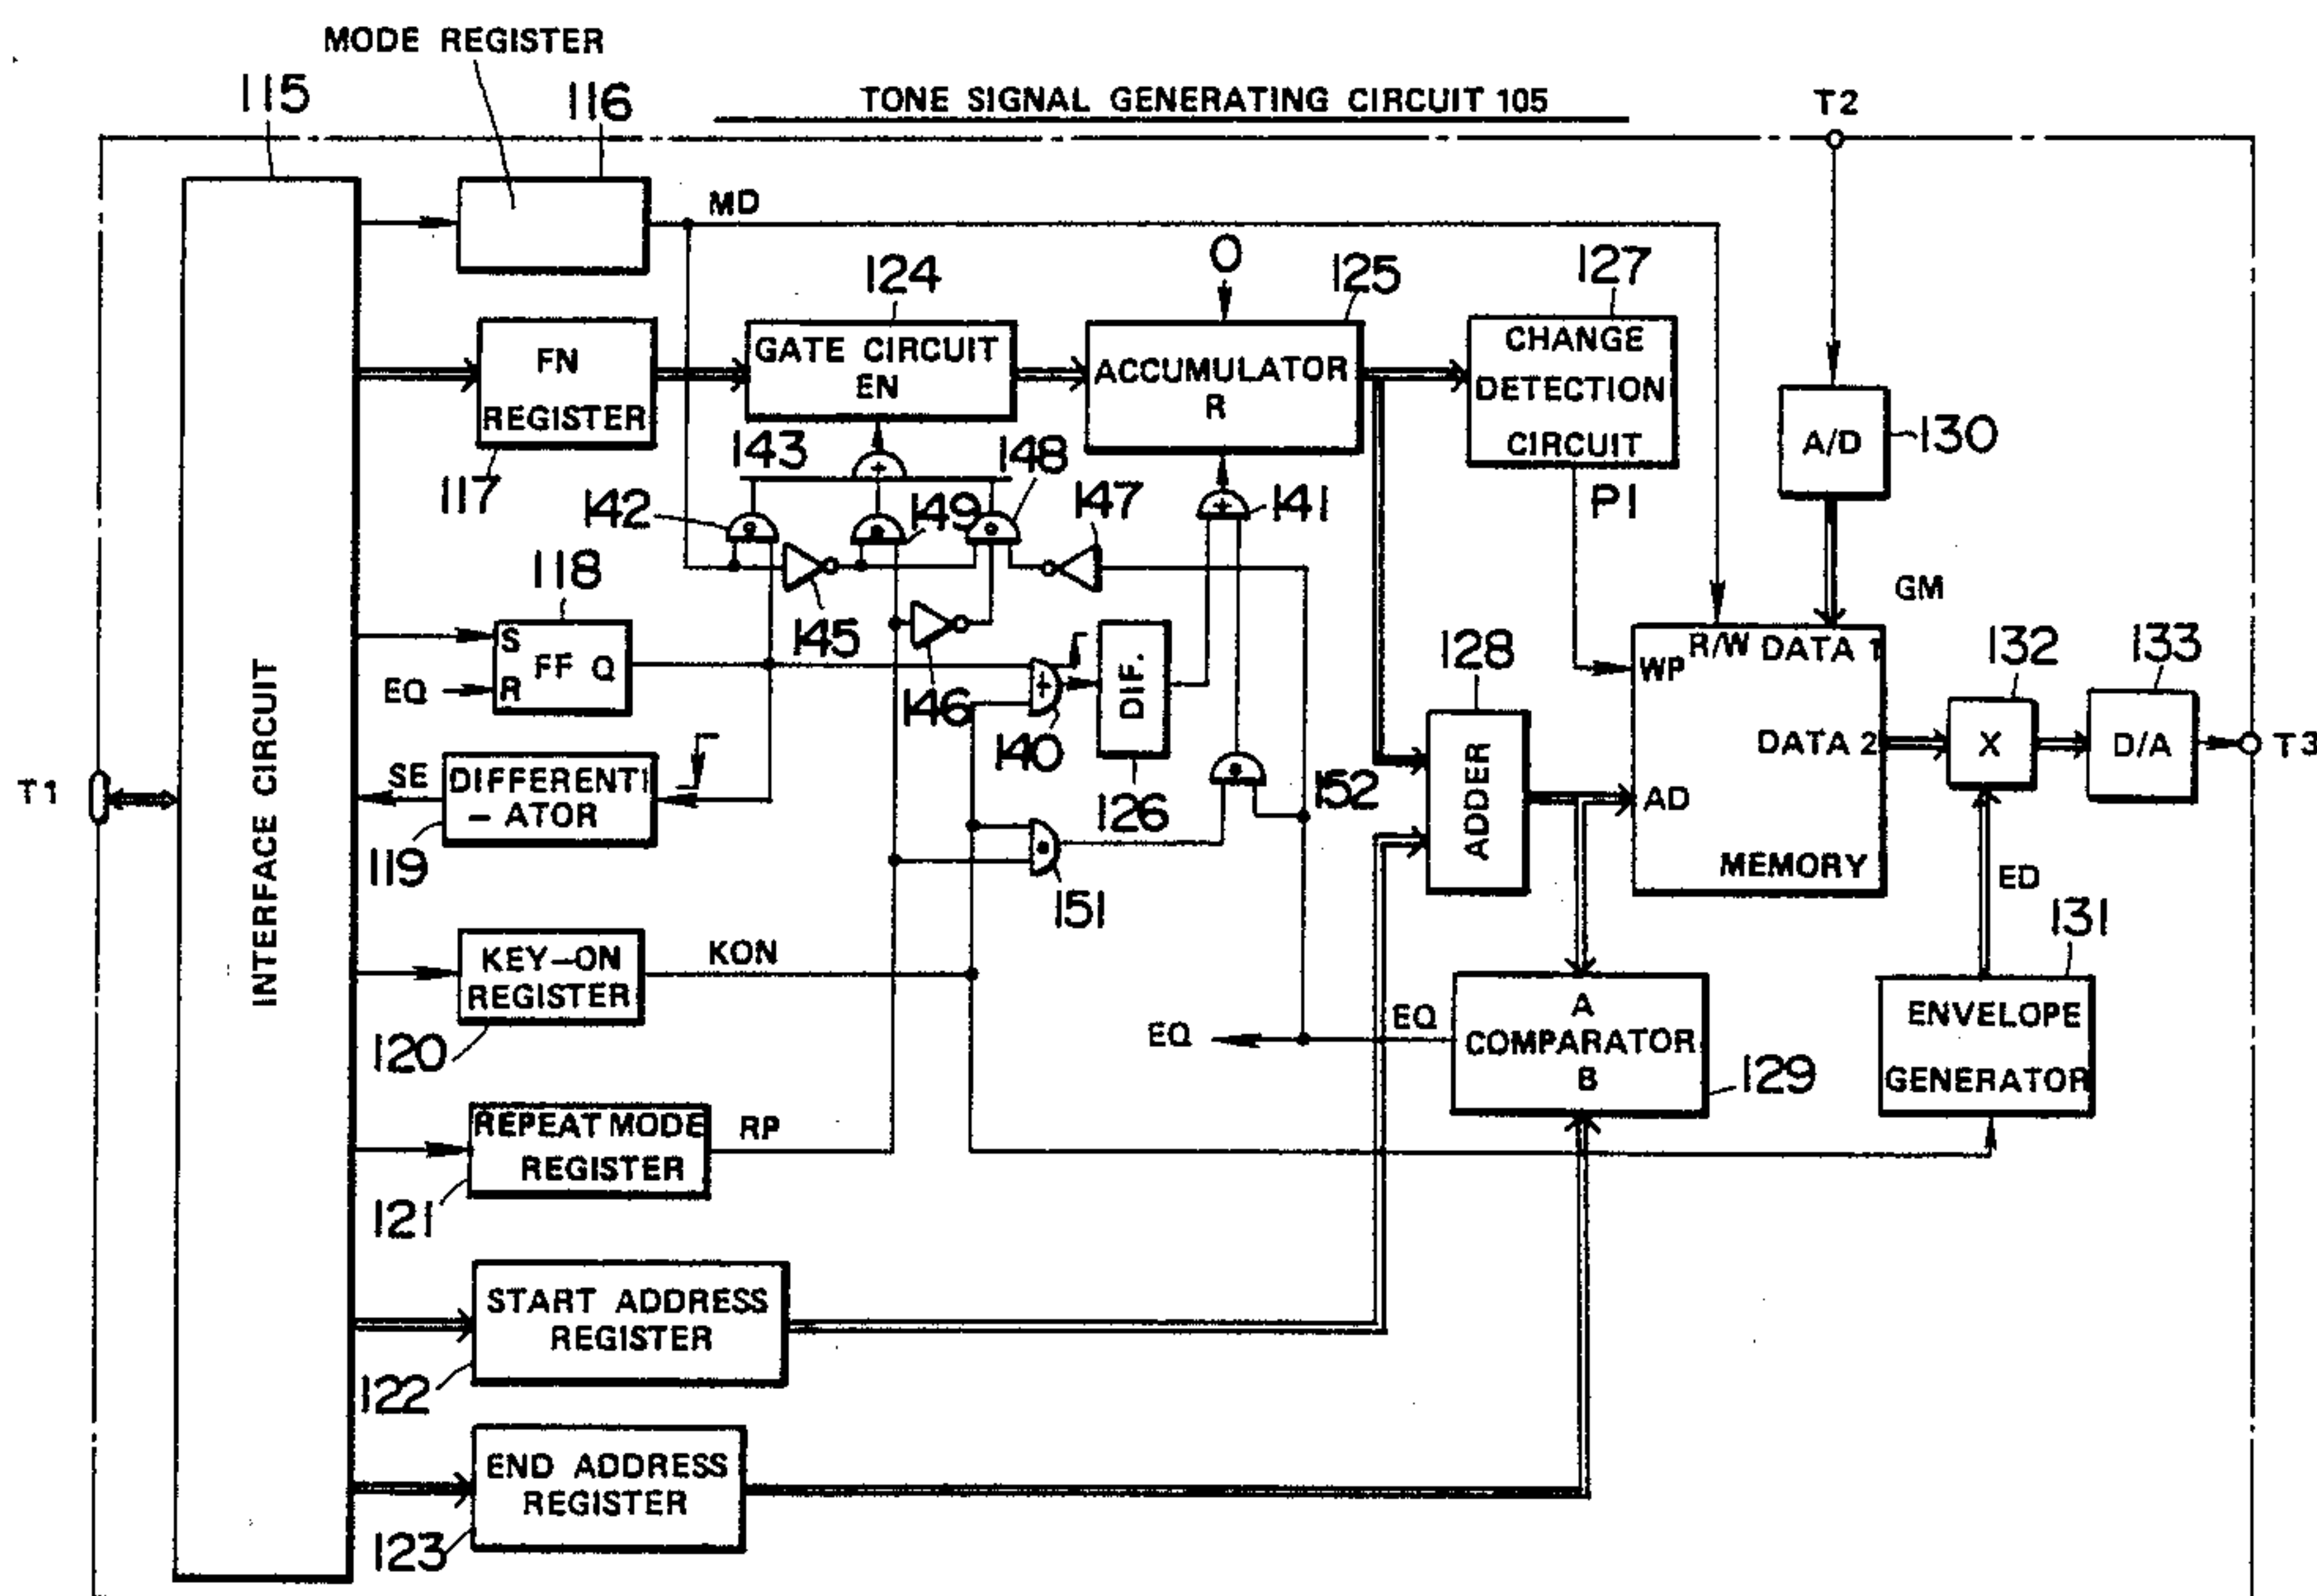 MODE REGISTER
115
116
TONE SIGNAL GENERATING CIRCUIT 105
T2
MD
O
124
125
127
FN
REGISTER
117
GATE CIRCUIT
EN
ACCUMULATOR
R
CHANGE
DETECTION
CIRCUIT
A/D
130
143
148
142
149
147
141
P1
118
S
FF Q
EQ
R
145
146
140
DIF.
126
GM
R/W DATA 1
WP
DATA 2
AD
MEMORY
128
ADDER
132
X
133
D/A
T3
T1
INTERFACE CIRCUIT
SE
DIFFERENTI
- ATOR
119
152
151
ED
131
KEY-ON
REGISTER
KON
120
EQ
EQ
A
COMPARATOR
B
129
ENVELOPE
GENERATOR
REPEAT MODE
REGISTER
RP
121
START ADDRESS
REGISTER
122
END ADDRESS
REGISTER
123